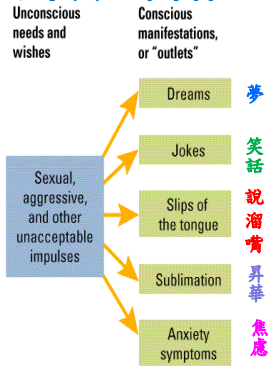 Unconscious
needs and
wishes
Conscious
manifestations,
or "outlets"
Sexual,
aggressive,
and other
unacceptable
impulses
Dreams
夢
Jokes
笑話
Slips of
the tongue
說溜嘴
Sublimation
昇華
Anxiety
symptoms
焦慮